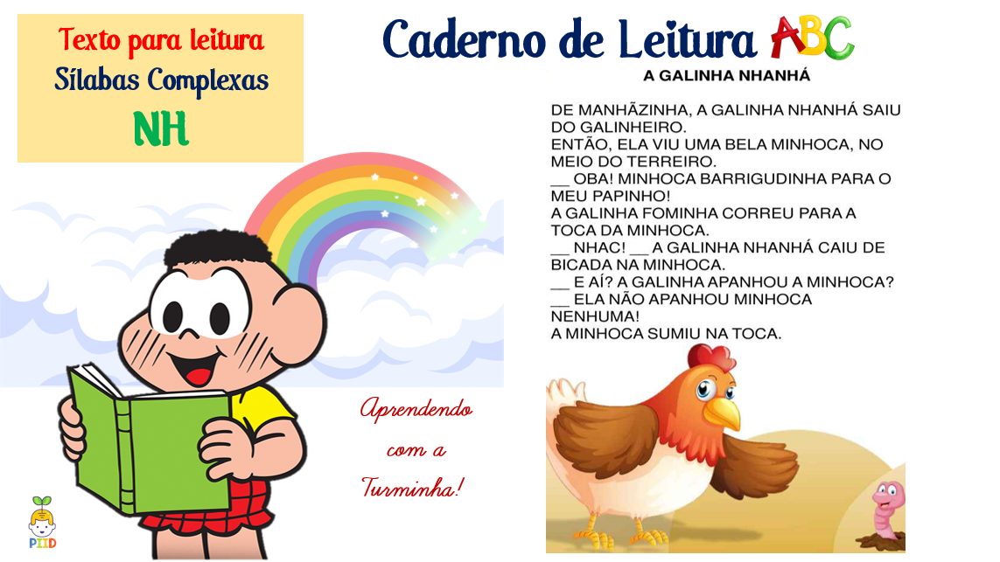 Texto para leitura
Sílabas Complexas
NH
Caderno de Leitura ABC
A GALINHA NHANHÁ
DE MANHÃZINHA, A GALINHA NHANHÁ SAIU
DO GALINHEIRO.
ENTÃO, ELA VIU UMA BELA MINHOCA, NO
MEIO DO TERREIRO.
__ OBA! MINHOCA BARRIGUDINHA PARA O
MEU PAPINHO!
A GALINHA FOMINHA CORREU PARA A
TOCA DA MINHOCA.
__ NHAC! __ A GALINHA NHANHÁ CAIU DE
BICADA NA MINHOCA.
__ E AÍ? A GALINHA APANHOU A MINHOCA?
__ ELA NÃO APANHOU MINHOCA
NENHUMA!
A MINHOCA SUMIU NA TOCA.
Aprendendo
com a
Turminha!
PIID